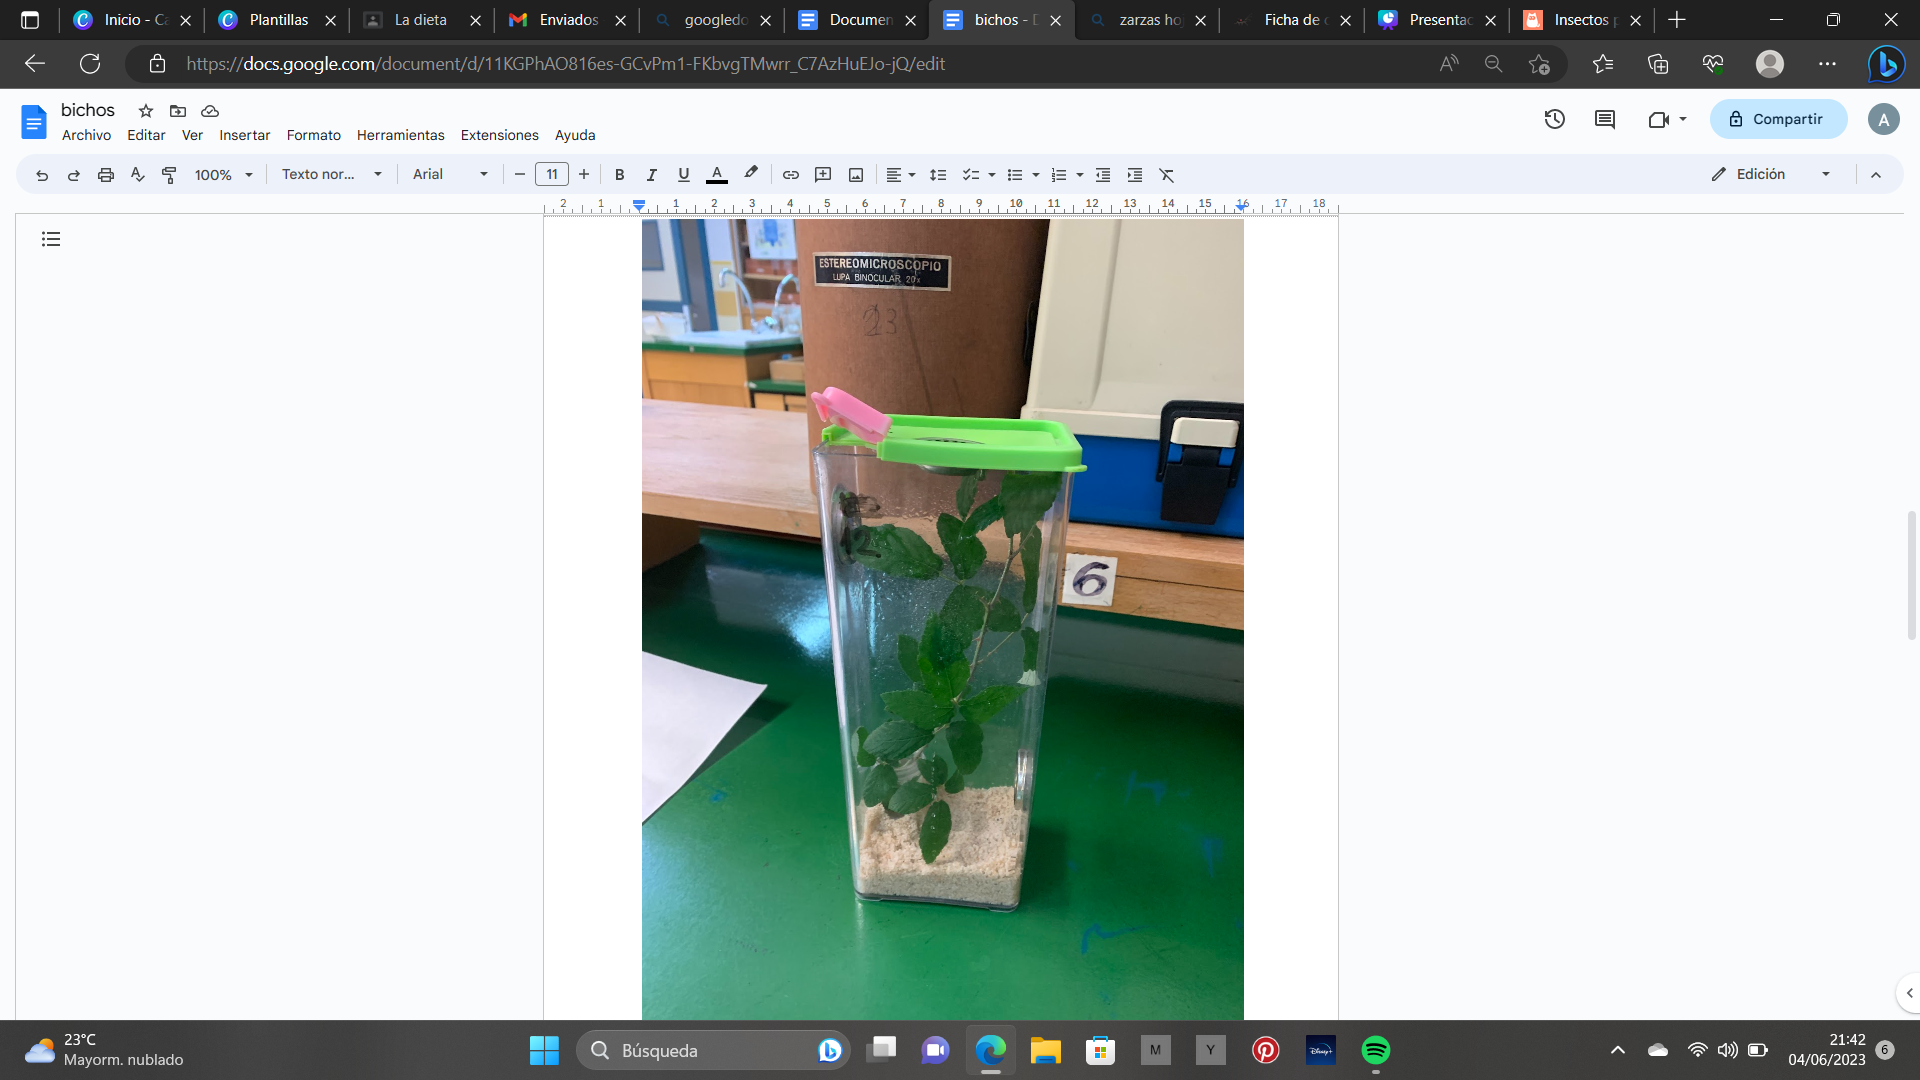 Inicio - Ca
Plantillas
La dieta
Enviados
googledo
Documen
bichos - D
zarzas ho
Ficha de
Presentac
Insectos p
https://docs.google.com/document/d/11KGPhAO816es-GCvPm1-FKbvgTMwrr_C7AzHuEJo-jQ/edit
bichos
Archivo Editar Ver Insertar Formato Herramientas Extensiones Ayuda
Compartir
A
100% Texto nor... Arial 11 B I U A Edición
2 1 1 2 3 4 5 6 7 8 9 10 11 12 13 14 15 16 17 18
ESTEREOMICROSCOPIO
LUPA BINOCULAR 20x
23
12
6
23°C
Mayorm. nublado
Búsqueda
M
Y
Disney+
21:42
04/06/2023
6